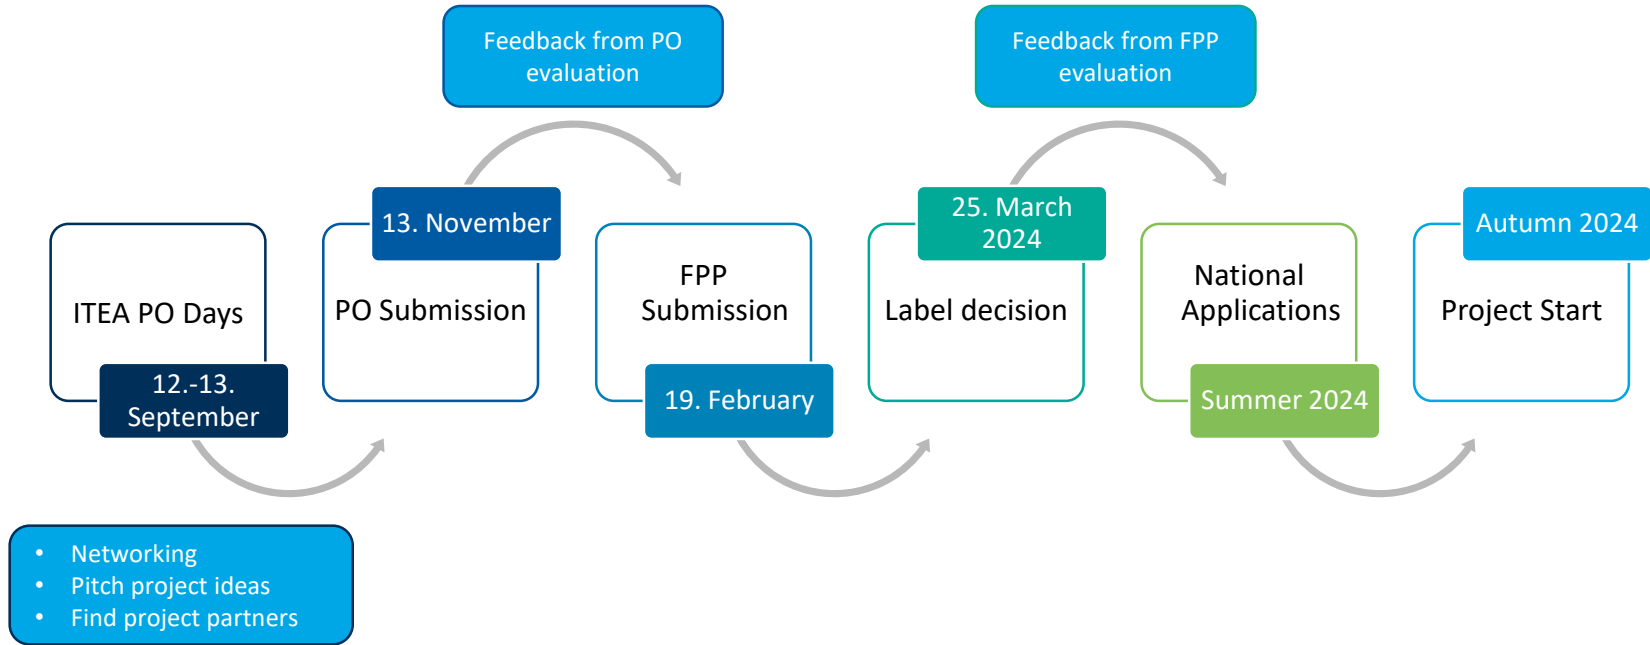 Feedback from PO
evaluation
Feedback from FPP
evaluation
ITEA PO Days
12.-13.
September
13. November
PO Submission
FPP
Submission
19. February
25. March
2024
Label decision
National
Applications
Summer 2024
Autumn 2024
Project Start
• Networking
• Pitch project ideas
• Find project partners